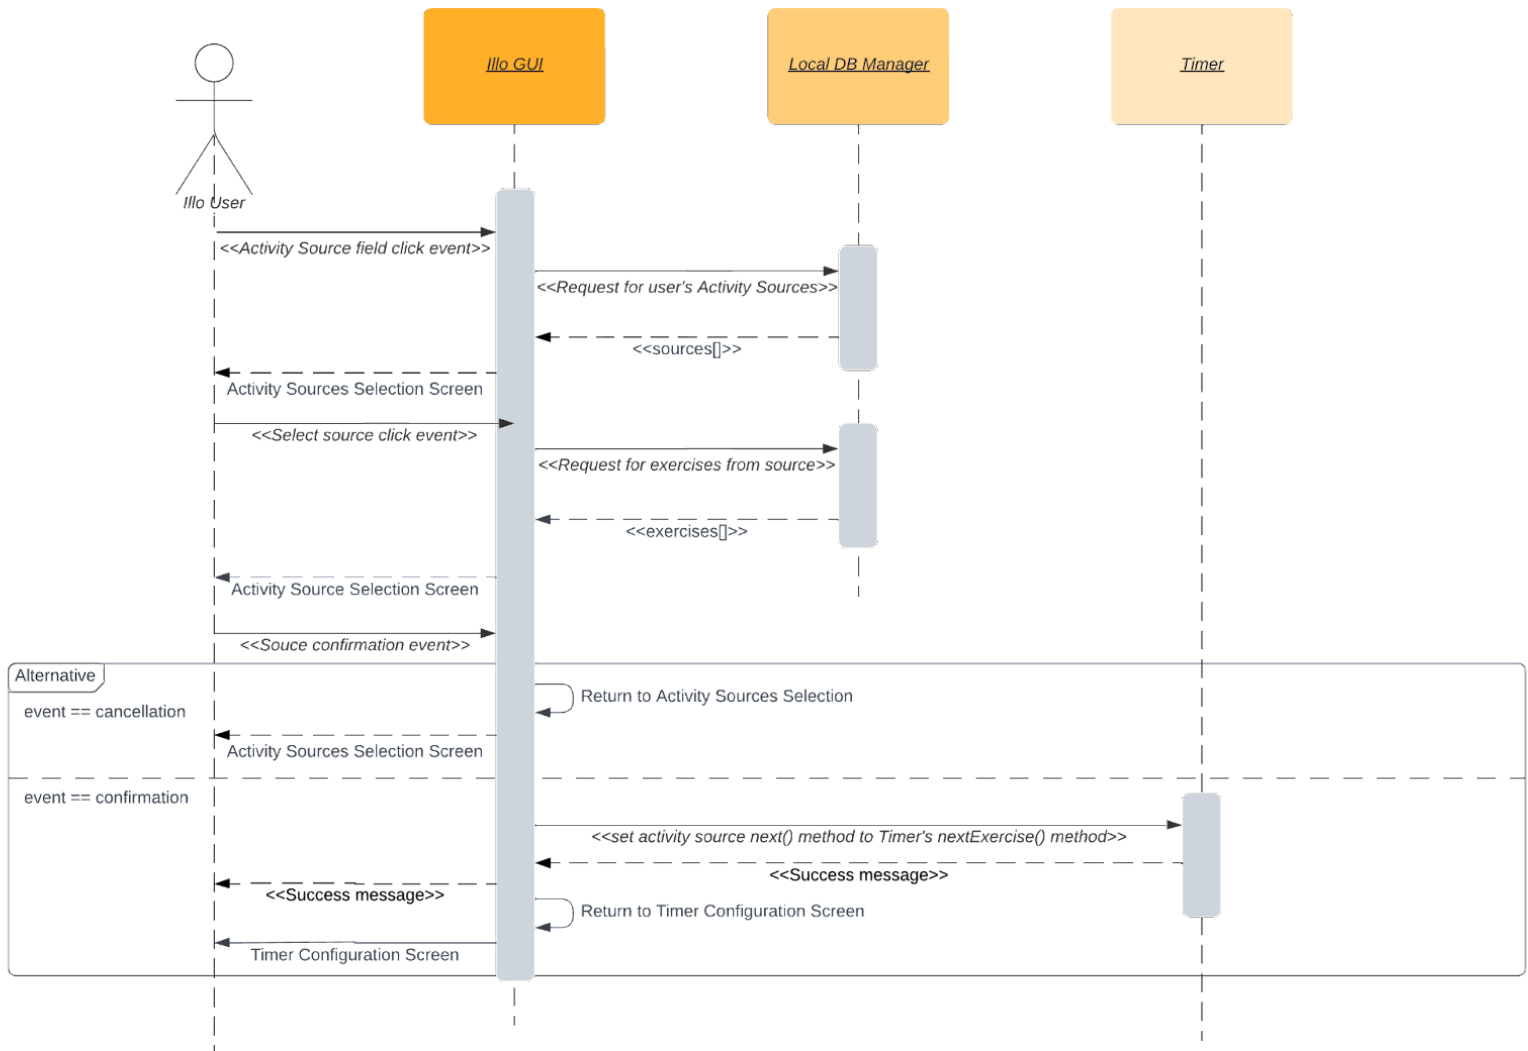 Illo GUI
Local DB Manager
Timer
Illo User
<<Activity Source field click event>>
<<Request for user's Activity Sources>>
<<sources[]>>
Activity Sources Selection Screen
<<Select source click event>>
<<Request for exercises from source>>
<<exercises[]>>
Activity Source Selection Screen
<<Souce confirmation event>>
Alternative
Return to Activity Sources Selection
event == cancellation
Activity Sources Selection Screen
event == confirmation
<<set activity source next() method to Timer's nextExercise() method>>
<<Success message>>
<<Success message>>
Return to Timer Configuration Screen
Timer Configuration Screen